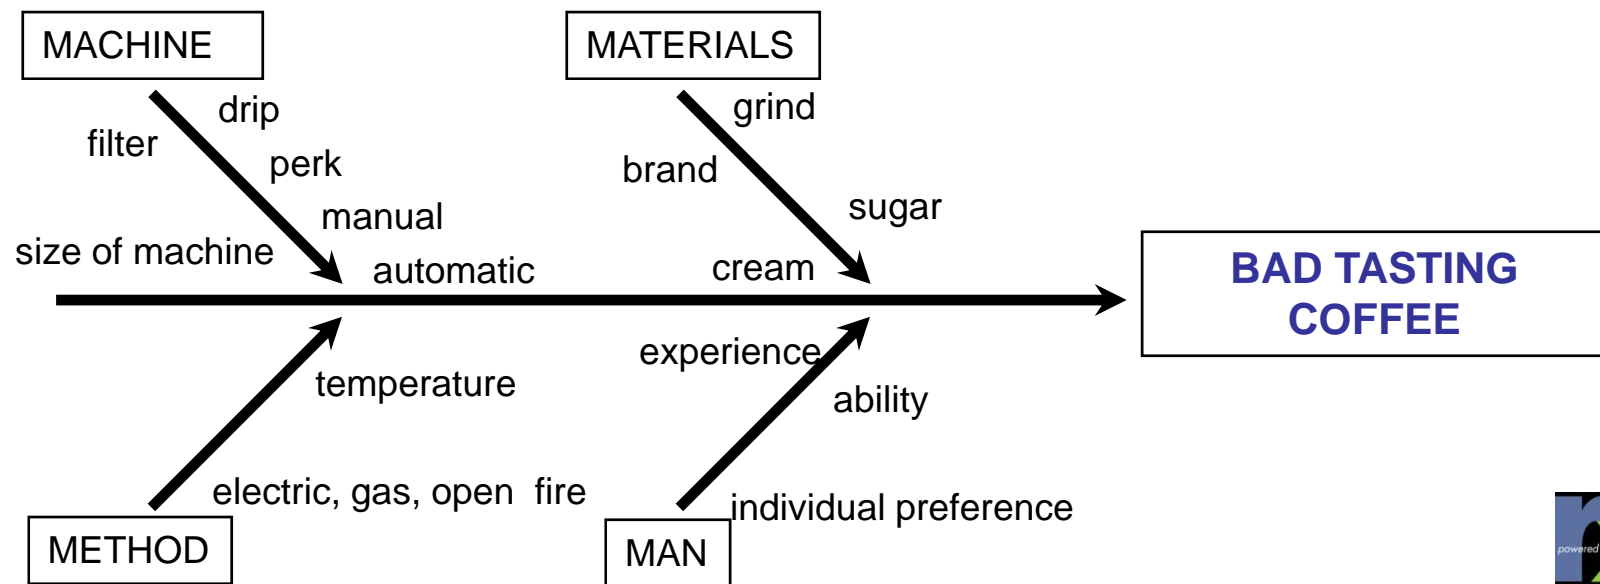 MACHINE
MATERIALS
drip
grind
filter
perk
brand
manual
sugar
size of machine
automatic
cream
BAD TASTING
COFFEE
experience
temperature
ability
electric, gas, open  fire
individual preference
METHOD
MAN
powered